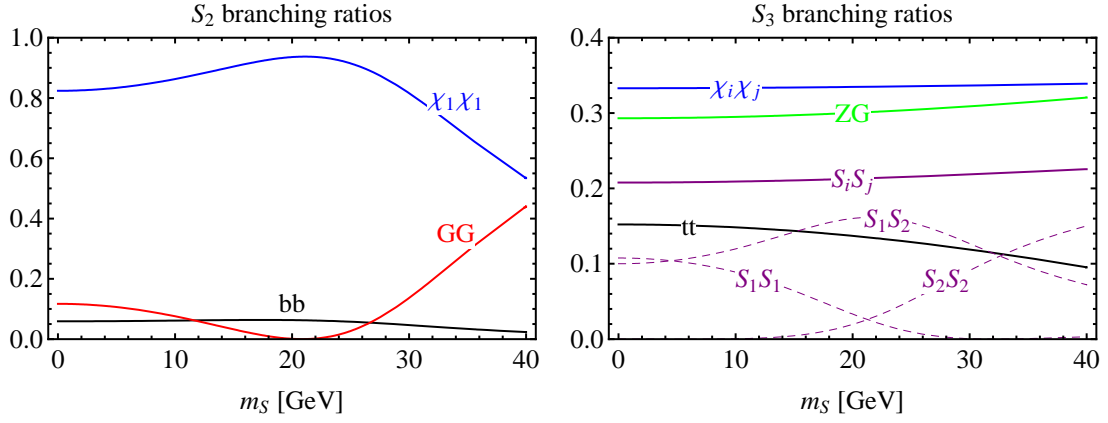 S₂ branching ratios
1.0
0.8
0.6
0.4
0.2
0.0
χ₁χ₁
GG
bb
0 10 20 30 40
m_S [GeV]
S₃ branching ratios
0.4
0.3
0.2
0.1
0.0
χᵢχⱼ
ZG
SᵢSⱼ
tt
S₁S₂
S₁S₁
S₂S₂
0 10 20 30 40
m_S [GeV]